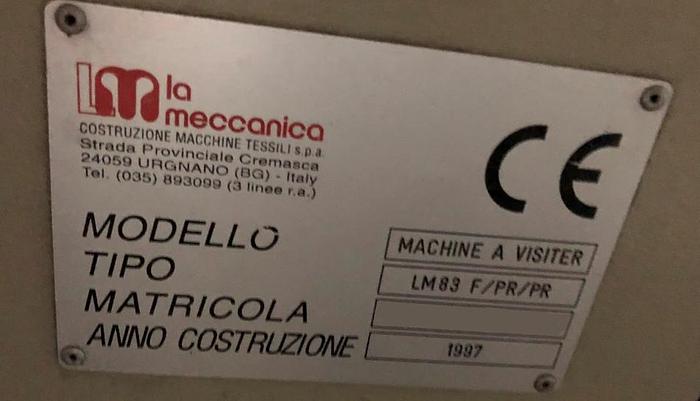 LM la
meccanica
COSTRUZIONE MACCHINE TESSILI s.p.a.
Strada Provinciale Cremasca
24059 URGNANO (BG) - Italy
Tel. (035) 893099 (3 linee r.a.)
CE
MODELLO MACHINE A VISITER
TIPO LM83 F/PR/PR
MATRICOLA
ANNO COSTRUZIONE 1997